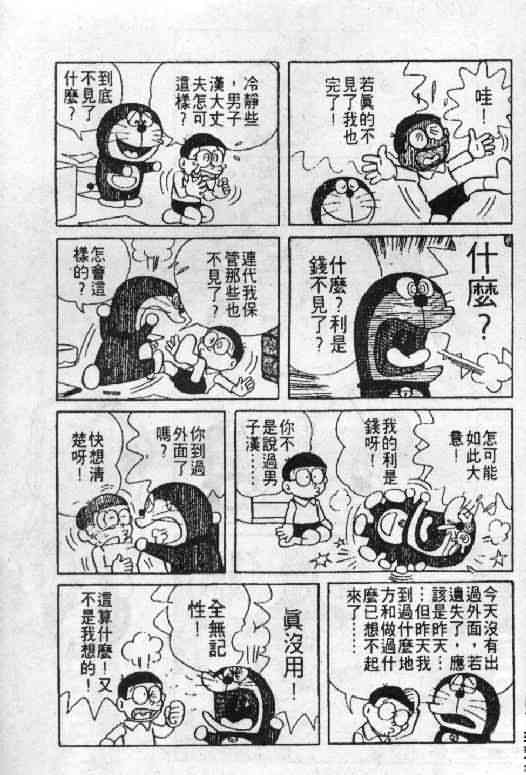 哇！
若眞的不
見了我也
完了！
冷靜些
，男子
漢大丈
夫怎可
這樣？
到底
不見了
什麼？
什麼？
什麼？利是
錢不見了？
連代我保
管那些也
不見了？
怎會這
樣的？
怎可能
如此大
意！
我的利是
錢呀！
你不
是說過男
子漢……
你到過
外面了
嗎？
快想清
楚呀！
今天沒有出
過外面，若
遺失了，應
該是昨天…
…但昨天我
到過什麼地
方和做過什
麼已想不起
來了……
眞沒用！
全無記
性！
這算什麼！又
不是我想的！